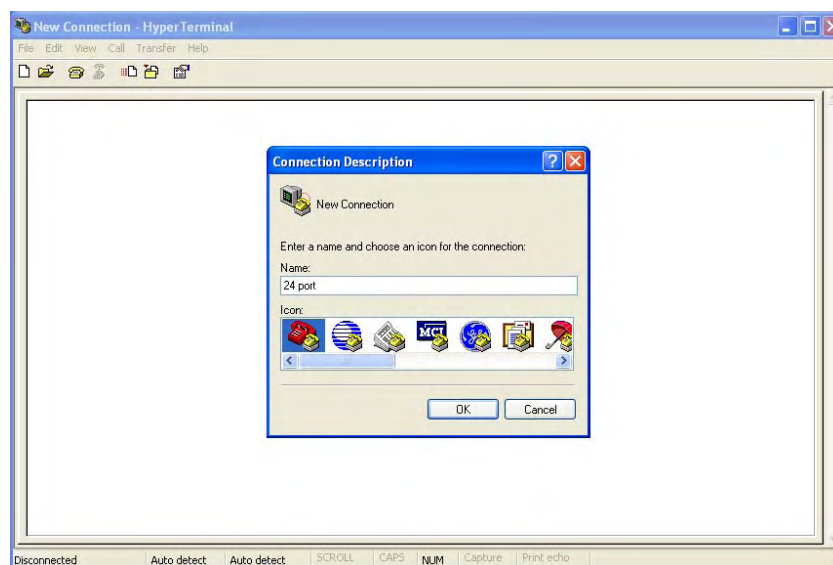 New Connection - HyperTerminal
File Edit View Call Transfer Help
Connection Description
New Connection
Enter a name and choose an icon for the connection:
Name:
24 port
Icon:
MCI
OK Cancel
Disconnected Auto detect Auto detect SCROLL CAPS NUM Capture Print echo